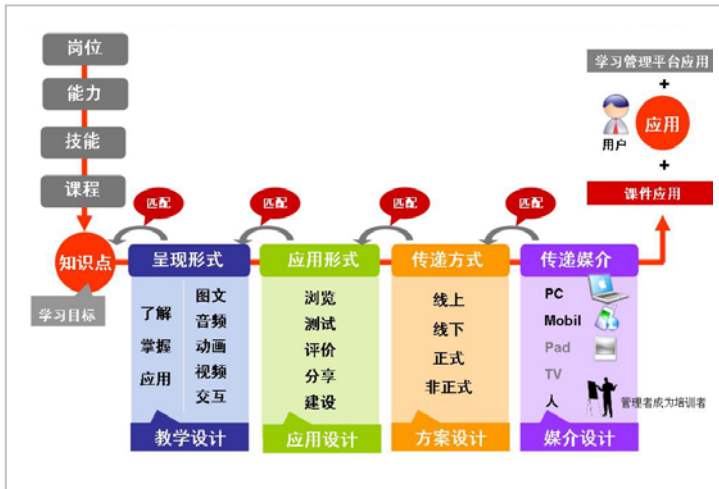 岗位
能力
技能
课程
知识点
学习目标
匹配
匹配
匹配
匹配
呈现形式
了解
掌握
应用
图文
音频
动画
视频
交互
教学设计
应用形式
浏览
测试
评价
分享
建设
应用设计
传递方式
线上
线下
正式
非正式
方案设计
传递媒介
PC
Mobil
Pad
TV
人
管理者成为培训者
媒介设计
学习管理平台应用
+
用户
应用
+
课件应用